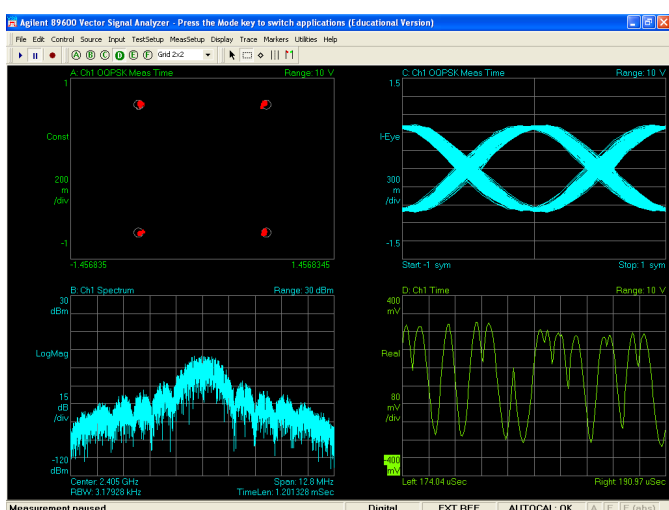 Agilent 89600 Vector Signal Analyzer - Press the Mode key to switch applications (Educational Version)
File Edit Control Source Input TestSetup MeasSetup Display Trace Markers Utilities Help
A B C D E F Grid 2x2
A: Ch1 OQPSK Meas Time Range: 10 V
1
Const
200
m
/div
-1
-1.456835 1.4568345
C: Ch1 OQPSK Meas Time Range: 10 V
1.5
I-Eye
300
m
/div
-1.5
Start: -1 sym Stop: 1 sym
B: Ch1 Spectrum Range: 30 dBm
30
dBm
LogMag
15
dB
/div
-120
dBm
Center: 2.405 GHz Span: 12.8 MHz
RBW: 3.17928 kHz TimeLen: 1.201328 mSec
D: Ch1 Time Range: 10 V
400
mV
Real
80
mV
/div
-400
mV
Left: 174.04 uSec Right: 190.97 uSec
Measurement paused Digital EXT REF AUTOCAL: OK A E F (abs)